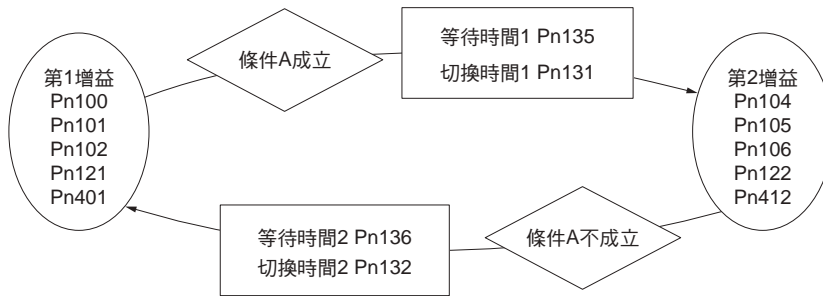 第1增益
Pn100
Pn101
Pn102
Pn121
Pn401
條件A成立
等待時間1 Pn135
切換時間1 Pn131
第2增益
Pn104
Pn105
Pn106
Pn122
Pn412
條件A不成立
等待時間2 Pn136
切換時間2 Pn132